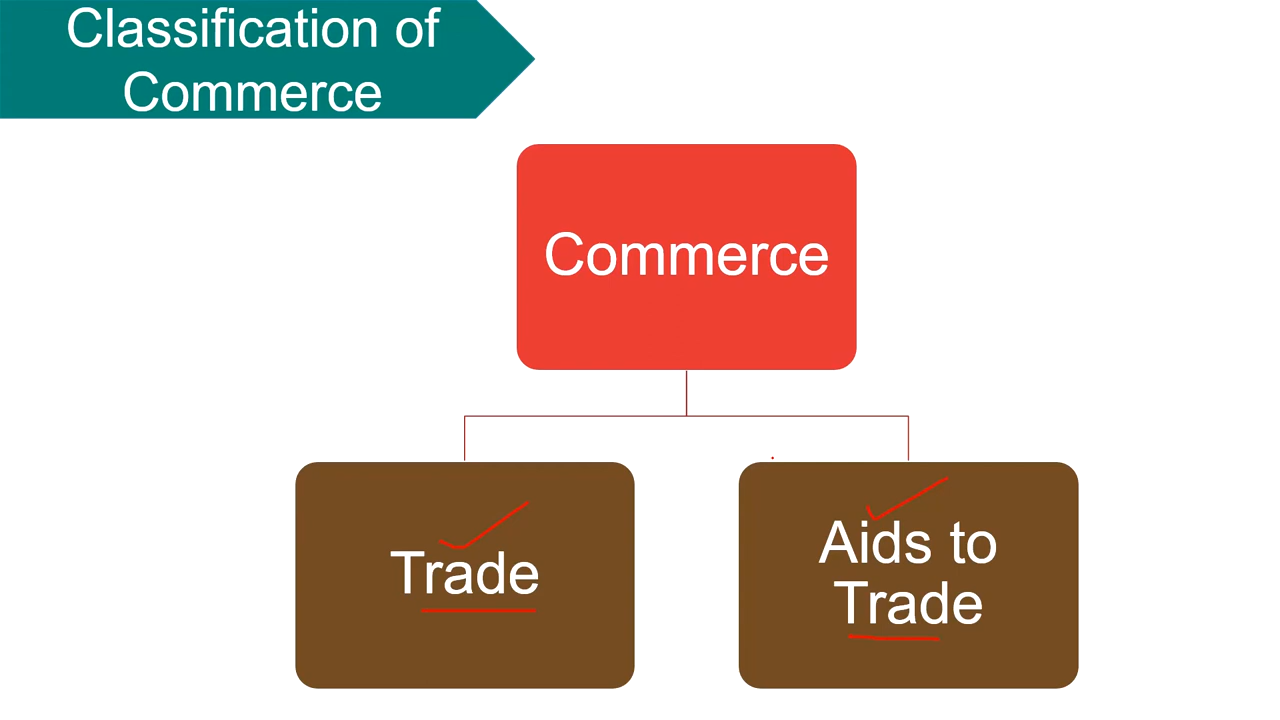 Classification of
Commerce
Commerce
Trade
Aids to
Trade